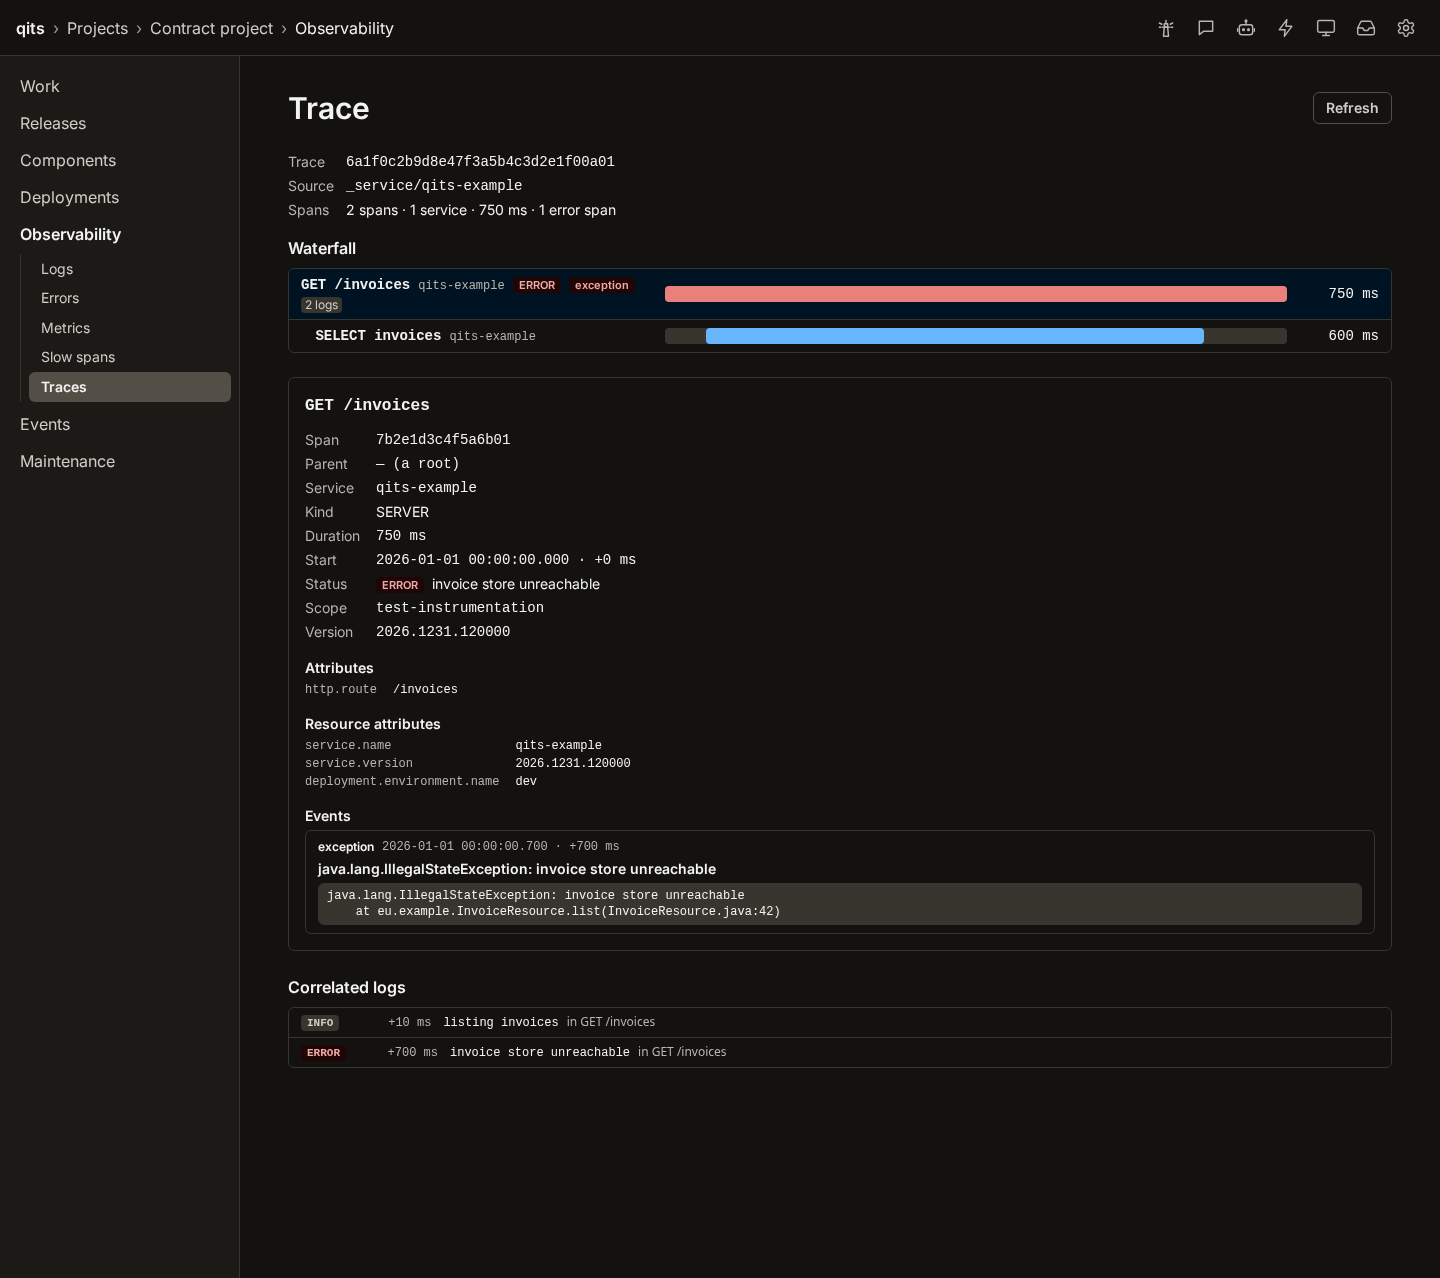 qits › Projects › Contract project › Observability
Work
Releases
Components
Deployments
Observability
Logs
Errors
Metrics
Slow spans
Traces
Events
Maintenance
Trace
Refresh
Trace 6a1f0c2b9d8e47f3a5b4c3d2e1f00a01
Source _service/qits-example
Spans 2 spans · 1 service · 750 ms · 1 error span
Waterfall
GET /invoices qits-example ERROR exception
2 logs
750 ms
SELECT invoices qits-example 600 ms
GET /invoices
Span 7b2e1d3c4f5a6b01
Parent — (a root)
Service qits-example
Kind SERVER
Duration 750 ms
Start 2026-01-01 00:00:00.000 · +0 ms
Status ERROR invoice store unreachable
Scope test-instrumentation
Version 2026.1231.120000
Attributes
http.route /invoices
Resource attributes
service.name qits-example
service.version 2026.1231.120000
deployment.environment.name dev
Events
exception 2026-01-01 00:00:00.700 · +700 ms
java.lang.IllegalStateException: invoice store unreachable
java.lang.IllegalStateException: invoice store unreachable
at eu.example.InvoiceResource.list(InvoiceResource.java:42)
Correlated logs
INFO +10 ms listing invoices in GET /invoices
ERROR +700 ms invoice store unreachable in GET /invoices